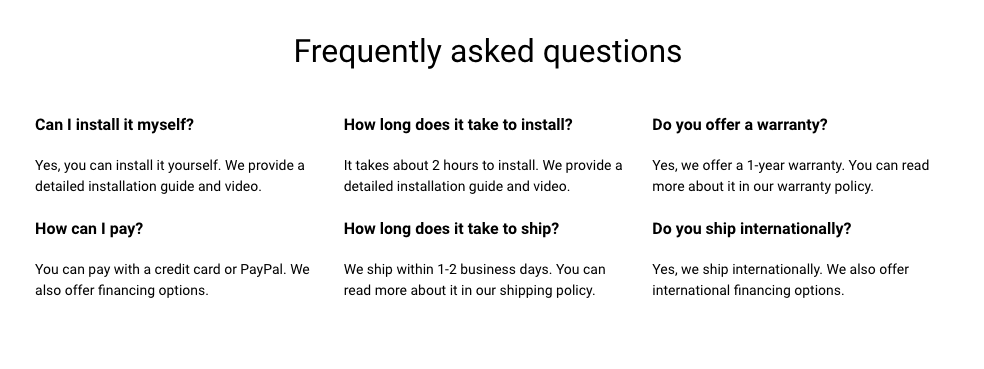 Frequently asked questions
Can I install it myself?
Yes, you can install it yourself. We provide a
detailed installation guide and video.
How long does it take to install?
It takes about 2 hours to install. We provide a
detailed installation guide and video.
Do you offer a warranty?
Yes, we offer a 1-year warranty. You can read
more about it in our warranty policy.
How can I pay?
You can pay with a credit card or PayPal. We
also offer financing options.
How long does it take to ship?
We ship within 1-2 business days. You can
read more about it in our shipping policy.
Do you ship internationally?
Yes, we ship internationally. We also offer
international financing options.